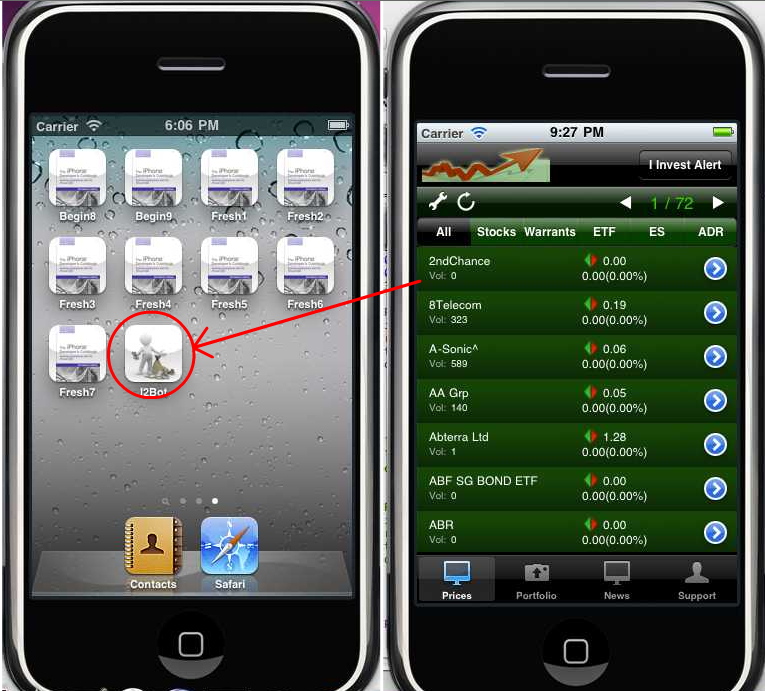 Carrier 6:06 PM
Begin8 Begin9 Fresh1 Fresh2
Fresh3 Fresh4 Fresh5 Fresh6
Fresh7 I2Bot
Contacts Safari
Carrier 9:27 PM
I Invest Alert
1 / 72
All Stocks Warrants ETF ES ADR
2ndChance 0.00
Vol: 0 0.00(0.00%)
8Telecom 0.19
Vol: 323 0.00(0.00%)
A-Sonic^ 0.06
Vol: 589 0.00(0.00%)
AA Grp 0.05
Vol: 140 0.00(0.00%)
Abterra Ltd 1.28
Vol: 1 0.00(0.00%)
ABF SG BOND ETF 0.00
Vol: 0 0.00(0.00%)
ABR 0.00
Vol: 0 0.00(0.00%)
Prices Portfolio News Support